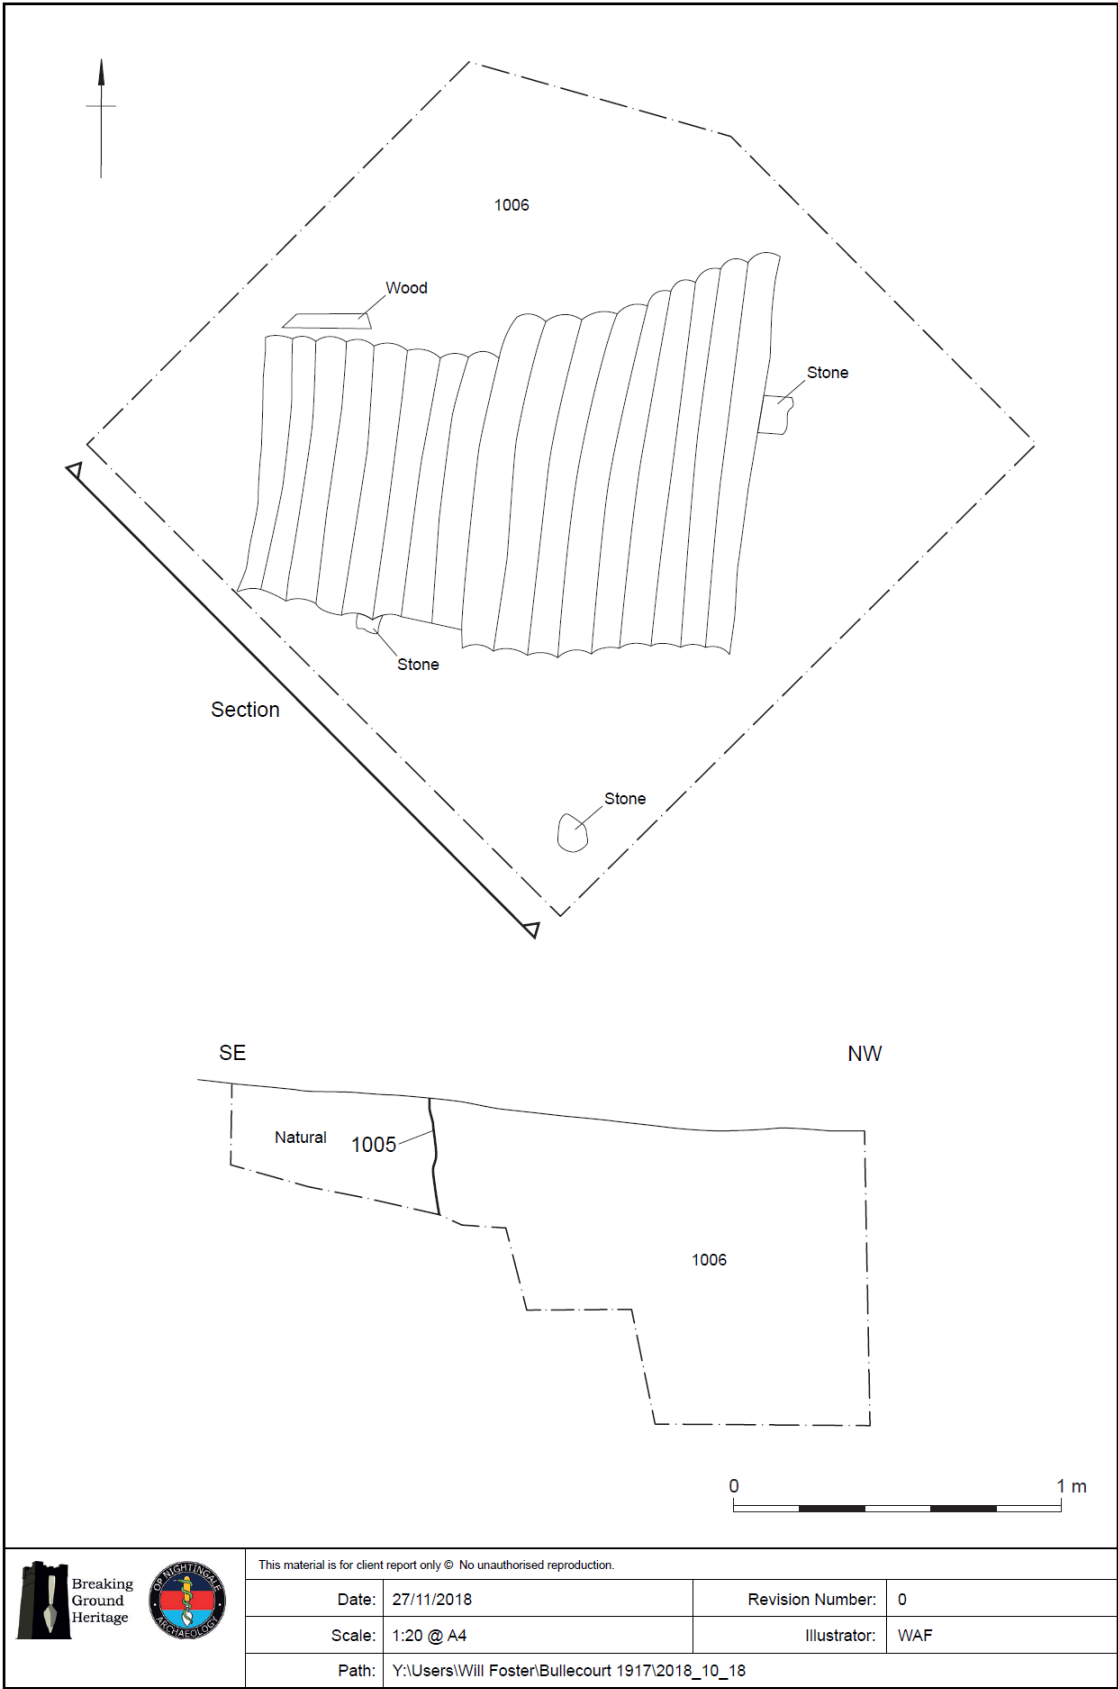 1006
Wood
Stone
Stone
Section
Stone
SE
NW
Natural
1005
1006
0
1 m
Breaking
Ground
Heritage
OP NIGHTINGALE
ARCHAEOLOGY
This material is for client report only © No unauthorised reproduction.
Date: 27/11/2018
Revision Number: 0
Scale: 1:20 @ A4
Illustrator: WAF
Path: Y:\Users\Will Foster\Bullecourt 1917\2018_10_18